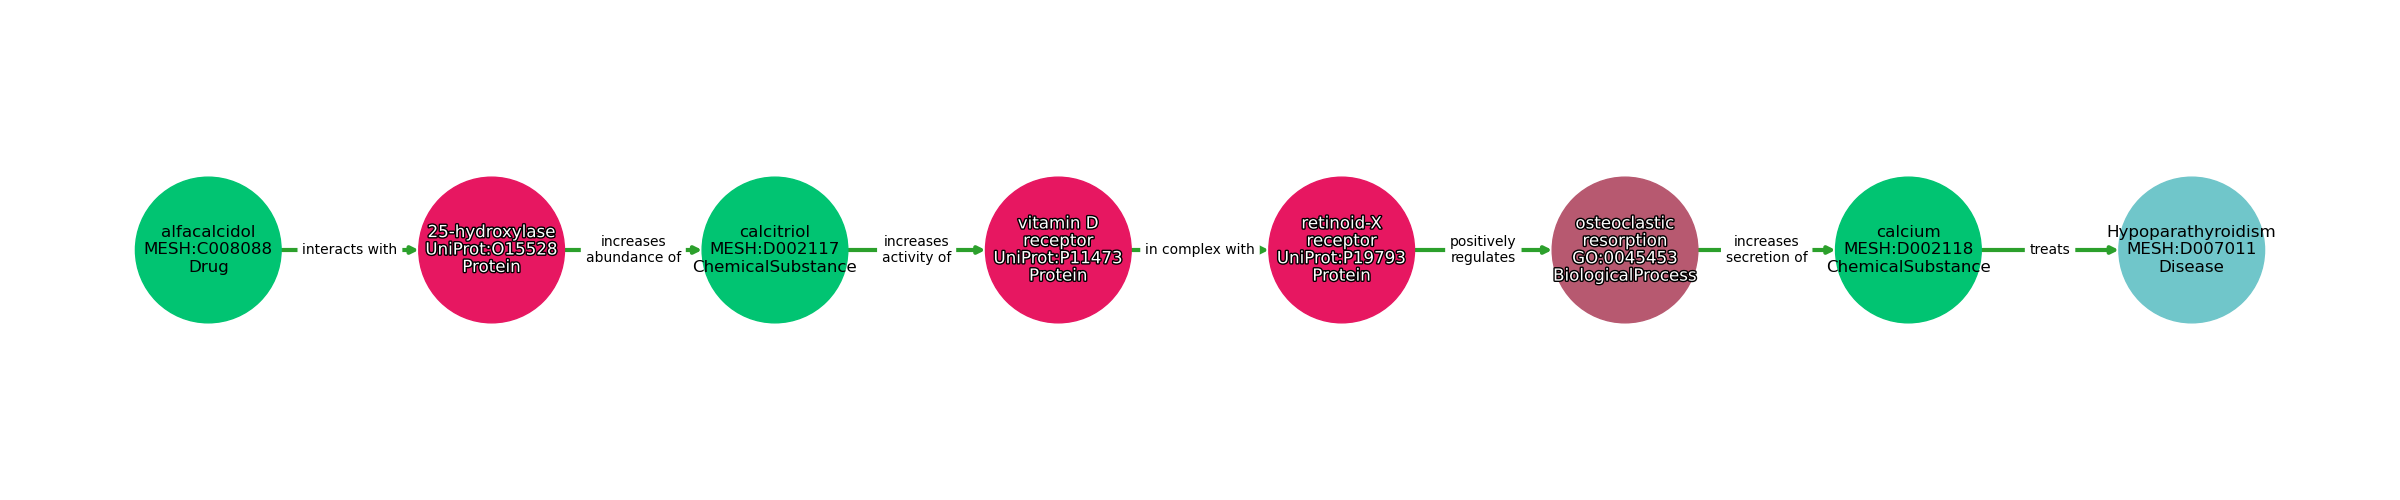 alfacalcidol
MESH:C008088
Drug
interacts with
25-hydroxylase
UniProt:O15528
Protein
increases
abundance of
calcitriol
MESH:D002117
ChemicalSubstance
increases
activity of
vitamin D
receptor
UniProt:P11473
Protein
in complex with
retinoid-X
receptor
UniProt:P19793
Protein
positively
regulates
osteoclastic
resorption
GO:0045453
BiologicalProcess
increases
secretion of
calcium
MESH:D002118
ChemicalSubstance
treats
Hypoparathyroidism
MESH:D007011
Disease